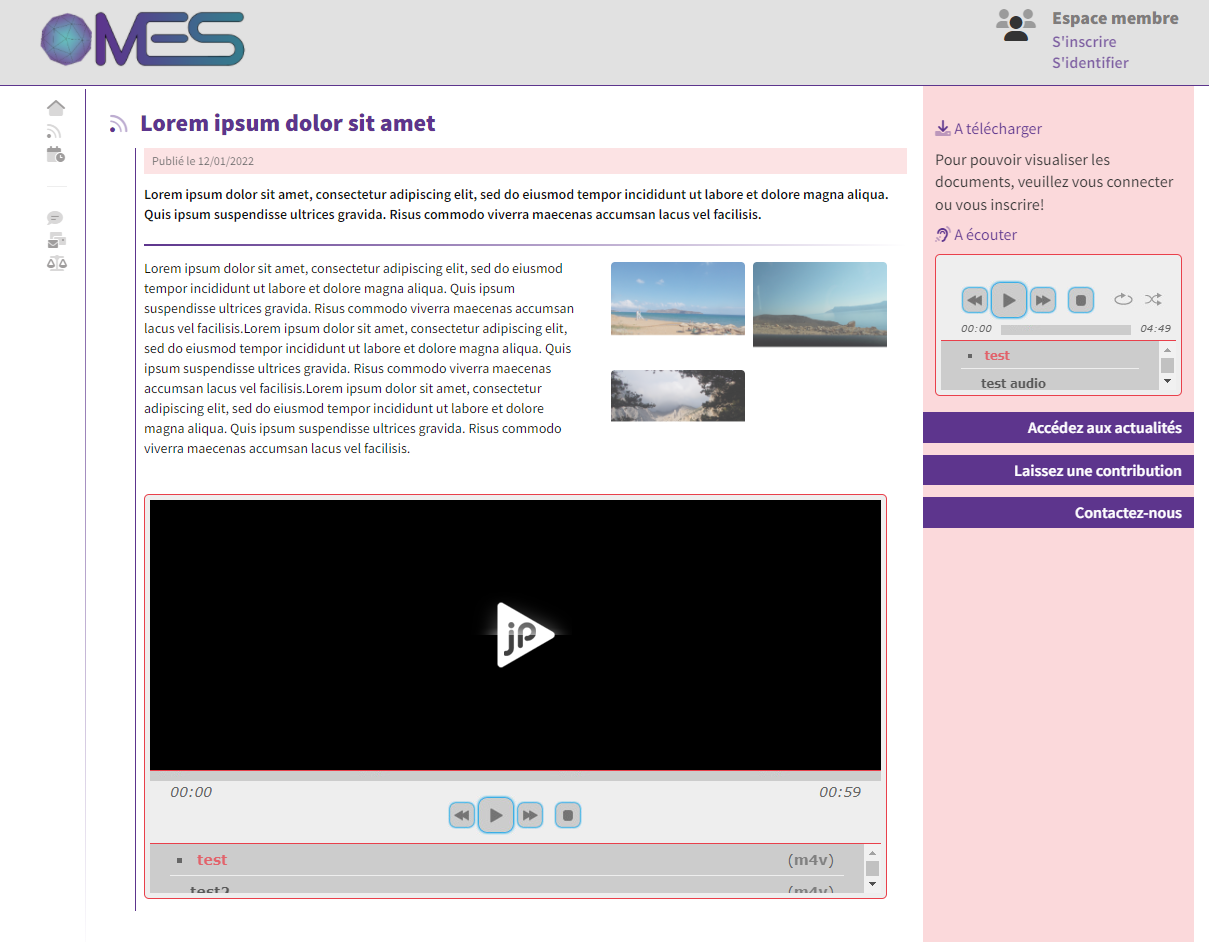 MES
Espace membre
S'inscrire
S'identifier
Lorem ipsum dolor sit amet
Publié le 12/01/2022
Lorem ipsum dolor sit amet, consectetur adipiscing elit, sed do eiusmod tempor incididunt ut labore et dolore magna aliqua.
Quis ipsum suspendisse ultrices gravida. Risus commodo viverra maecenas accumsan lacus vel facilisis.
Lorem ipsum dolor sit amet, consectetur adipiscing elit, sed do eiusmod
tempor incididunt ut labore et dolore magna aliqua. Quis ipsum
suspendisse ultrices gravida. Risus commodo viverra maecenas accumsan
lacus vel facilisis.Lorem ipsum dolor sit amet, consectetur adipiscing elit,
sed do eiusmod tempor incididunt ut labore et dolore magna aliqua. Quis
ipsum suspendisse ultrices gravida. Risus commodo viverra maecenas
accumsan lacus vel facilisis.Lorem ipsum dolor sit amet, consectetur
adipiscing elit, sed do eiusmod tempor incididunt ut labore et dolore
magna aliqua. Quis ipsum suspendisse ultrices gravida. Risus commodo
viverra maecenas accumsan lacus vel facilisis.
jP
00:00 00:59
test (m4v)
test2 (m4v)
A télécharger
Pour pouvoir visualiser les
documents, veuillez vous connecter
ou vous inscrire!
A écouter
00:00 04:49
test
test audio
Accédez aux actualités
Laissez une contribution
Contactez-nous